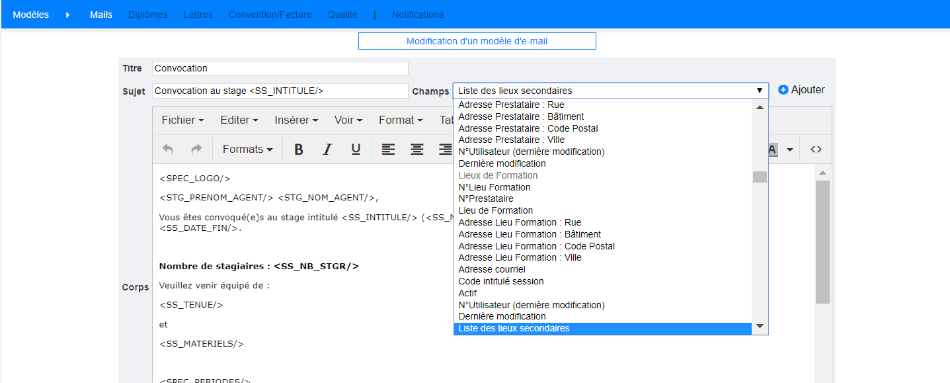 Modèles Mails Diplômes Lettres Convention/Facture Qualité | Notifications
Modification d'un modèle d'e-mail
Titre Convocation
Sujet Convocation au stage <SS_INTITULE/> Champs Liste des lieux secondaires Ajouter
Fichier Editer Insérer Voir Format Tab
Formats B I U A <>
Adresse Prestataire : Rue
Adresse Prestataire : Bâtiment
Adresse Prestataire : Code Postal
Adresse Prestataire : Ville
N°Utilisateur (dernière modification)
Dernière modification
Lieux de Formation
N°Lieu Formation
N°Prestataire
Lieu de Formation
Adresse Lieu Formation : Rue
Adresse Lieu Formation : Bâtiment
Adresse Lieu Formation : Code Postal
Adresse Lieu Formation : Ville
Adresse courriel
Code intitulé session
Actif
N°Utilisateur (dernière modification)
Dernière modification
Liste des lieux secondaires
Corps
<SPEC_LOGO/>
<STG_PRENOM_AGENT/> <STG_NOM_AGENT/>,
Vous êtes convoqué(e)s au stage intitulé <SS_INTITULE/> (<SS_N
<SS_DATE_FIN/>.
Nombre de stagiaires : <SS_NB_STGR/>
Veuillez venir équipé de :
<SS_TENUE/>
et
<SS_MATERIELS/>
<SPEC_PERIODES/>